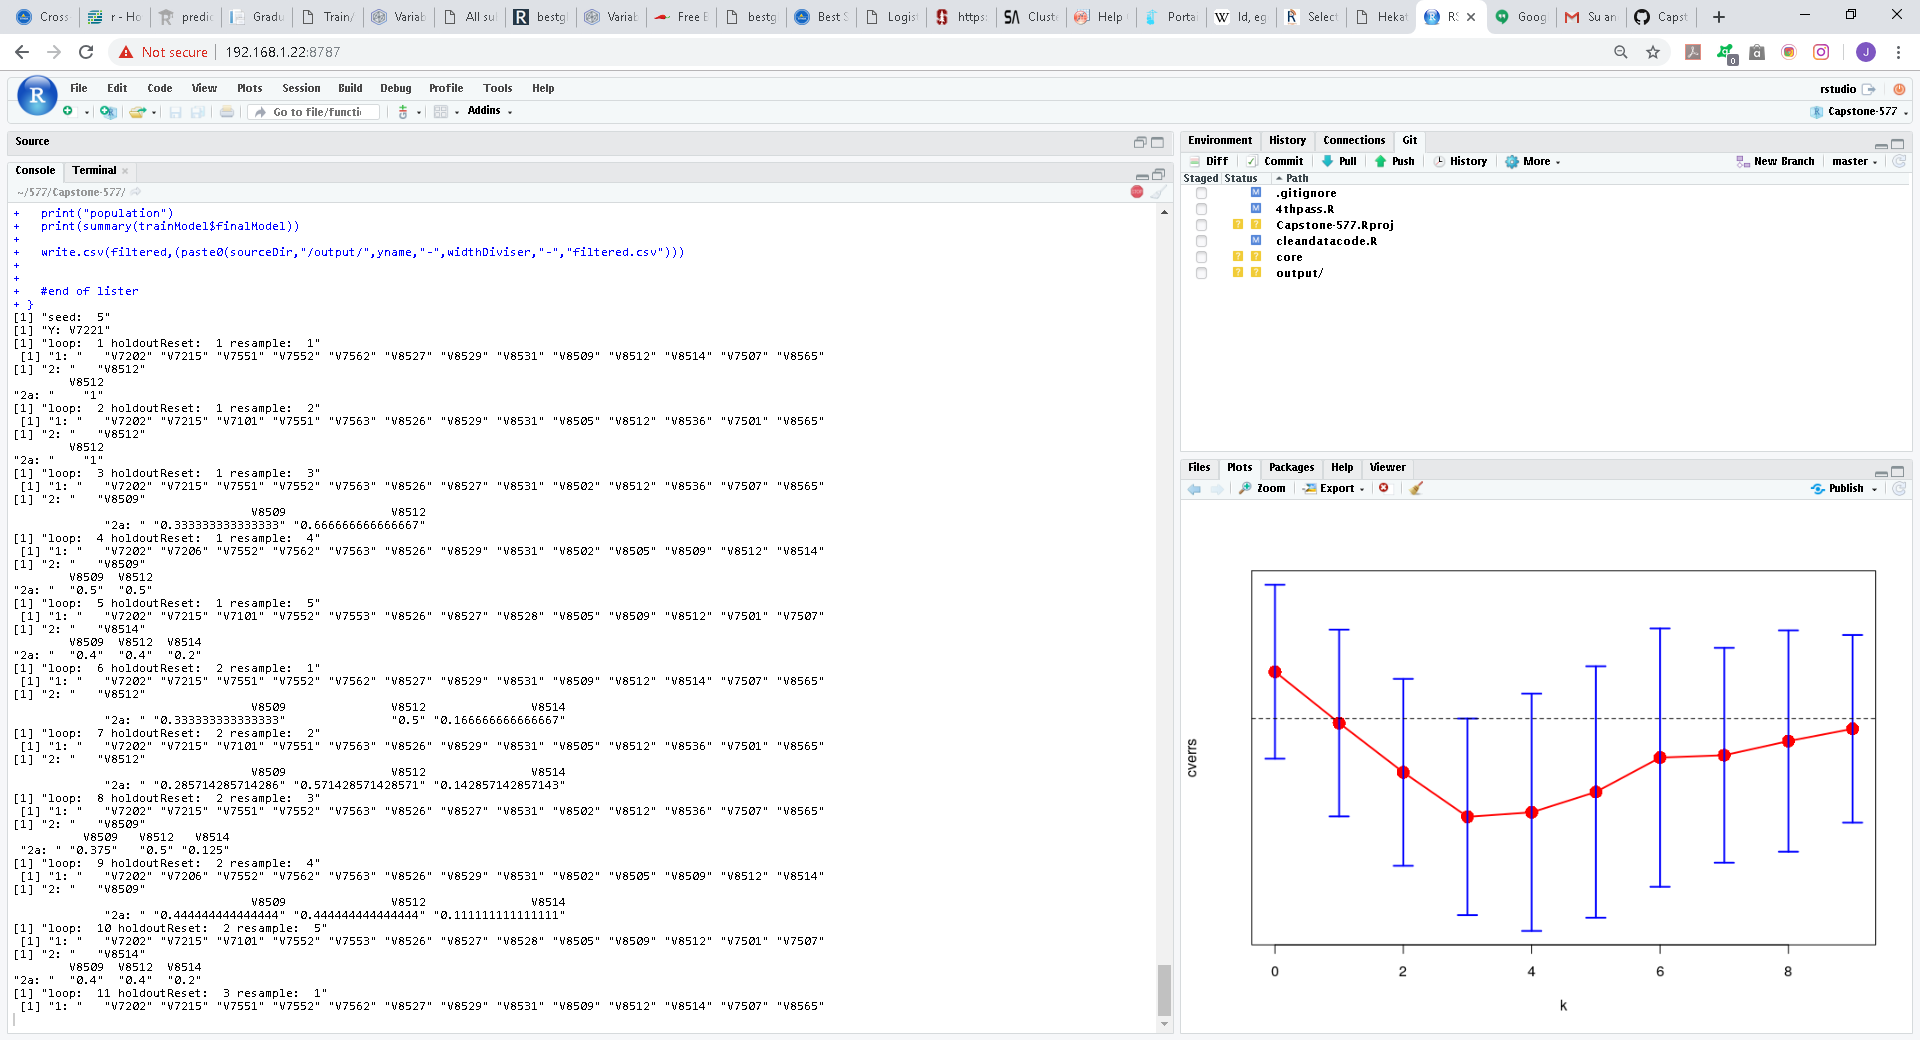 Cross
r - Ho
predic
Gradu
Train/
Variab
All sul
bestg
Variab
Free E
bestg
Best S
Logist
https:
Clust
Help
Porta
Id, eg
Select
Hekat
RS
Goog
Su an
Capst
Not secure 192.168.1.22:8787
File Edit Code View Plots Session Build Debug Profile Tools Help
rstudio
Go to file/functi
Addins
Capstone-577
Source
Console Terminal
~/577/Capstone-577/
+ print("population")
+ print(summary(trainModel$finalModel))
+
+ write.csv(filtered,(paste0(sourceDir,"/output/",yname,"-",widthDiviser,"-","filtered.csv")))
+
+
+ #end of lister
+ }
[1] "seed:  5"
[1] "Y: V7221"
[1] "loop:  1 holdoutReset:  1 resample:  1"
[1] "1: " "V7202" "V7215" "V7551" "V7552" "V7562" "V8527" "V8529" "V8531" "V8509" "V8512" "V8514" "V7507" "V8565"
[1] "2: " "V8512"
V8512
"2a: " "1"
[1] "loop:  2 holdoutReset:  1 resample:  2"
[1] "1: " "V7202" "V7215" "V7101" "V7551" "V7563" "V8526" "V8529" "V8531" "V8505" "V8512" "V8536" "V7501" "V8565"
[1] "2: " "V8512"
V8512
"2a: " "1"
[1] "loop:  3 holdoutReset:  1 resample:  3"
[1] "1: " "V7202" "V7215" "V7551" "V7552" "V7563" "V8526" "V8527" "V8531" "V8502" "V8512" "V8536" "V7507" "V8565"
[1] "2: " "V8509"
V8509 V8512
"2a: " "0.333333333333333" "0.666666666666667"
[1] "loop:  4 holdoutReset:  1 resample:  4"
[1] "1: " "V7202" "V7206" "V7552" "V7562" "V7563" "V8526" "V8529" "V8531" "V8502" "V8505" "V8509" "V8512" "V8514"
[1] "2: " "V8509"
V8509 V8512
"2a: " "0.5" "0.5"
[1] "loop:  5 holdoutReset:  1 resample:  5"
[1] "1: " "V7202" "V7215" "V7101" "V7552" "V7553" "V8526" "V8527" "V8528" "V8505" "V8509" "V8512" "V7501" "V7507"
[1] "2: " "V8514"
V8509 V8512 V8514
"2a: " "0.4" "0.4" "0.2"
[1] "loop:  6 holdoutReset:  2 resample:  1"
[1] "1: " "V7202" "V7215" "V7551" "V7552" "V7562" "V8527" "V8529" "V8531" "V8509" "V8512" "V8514" "V7507" "V8565"
[1] "2: " "V8512"
V8509 V8512 V8514
"2a: " "0.333333333333333" "0.5" "0.166666666666667"
[1] "loop:  7 holdoutReset:  2 resample:  2"
[1] "1: " "V7202" "V7215" "V7101" "V7551" "V7563" "V8526" "V8529" "V8531" "V8505" "V8512" "V8536" "V7501" "V8565"
[1] "2: " "V8512"
V8509 V8512 V8514
"2a: " "0.285714285714286" "0.571428571428571" "0.142857142857143"
[1] "loop:  8 holdoutReset:  2 resample:  3"
[1] "1: " "V7202" "V7215" "V7551" "V7552" "V7563" "V8526" "V8527" "V8531" "V8502" "V8512" "V8536" "V7507" "V8565"
[1] "2: " "V8509"
V8509 V8512 V8514
"2a: " "0.375" "0.5" "0.125"
[1] "loop:  9 holdoutReset:  2 resample:  4"
[1] "1: " "V7202" "V7206" "V7552" "V7562" "V7563" "V8526" "V8529" "V8531" "V8502" "V8505" "V8509" "V8512" "V8514"
[1] "2: " "V8509"
V8509 V8512 V8514
"2a: " "0.444444444444444" "0.444444444444444" "0.111111111111111"
[1] "loop:  10 holdoutReset:  2 resample:  5"
[1] "1: " "V7202" "V7215" "V7101" "V7552" "V7553" "V8526" "V8527" "V8528" "V8505" "V8509" "V8512" "V7501" "V7507"
[1] "2: " "V8514"
V8509 V8512 V8514
"2a: " "0.4" "0.4" "0.2"
[1] "loop:  11 holdoutReset:  3 resample:  1"
[1] "1: " "V7202" "V7215" "V7551" "V7552" "V7562" "V8527" "V8529" "V8531" "V8509" "V8512" "V8514" "V7507" "V8565"
Environment History Connections Git
Diff Commit Pull Push History More New Branch master
Staged Status Path
M .gitignore
M 4thpass.R
? ? Capstone-577.Rproj
M cleandatacode.R
? ? core
? ? output/
Files Plots Packages Help Viewer
Zoom Export Publish
cverrs
0 2 4 6 8
k